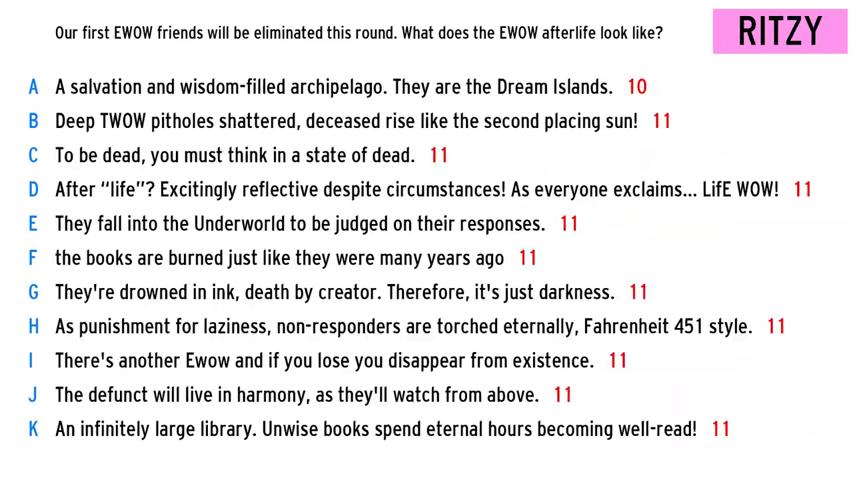 Our first EWOW friends will be eliminated this round. What does the EWOW afterlife look like?
RITZY
A A salvation and wisdom-filled archipelago. They are the Dream Islands. 10
B Deep TWOW pitholes shattered, deceased rise like the second placing sun! 11
C To be dead, you must think in a state of dead. 11
D After “life”? Excitingly reflective despite circumstances! As everyone exclaims... LifE WOW! 11
E They fall into the Underworld to be judged on their responses. 11
F the books are burned just like they were many years ago 11
G They're drowned in ink, death by creator. Therefore, it's just darkness. 11
H As punishment for laziness, non-responders are torched eternally, Fahrenheit 451 style. 11
I There's another Ewow and if you lose you disappear from existence. 11
J The defunct will live in harmony, as they'll watch from above. 11
K An infinitely large library. Unwise books spend eternal hours becoming well-read! 11